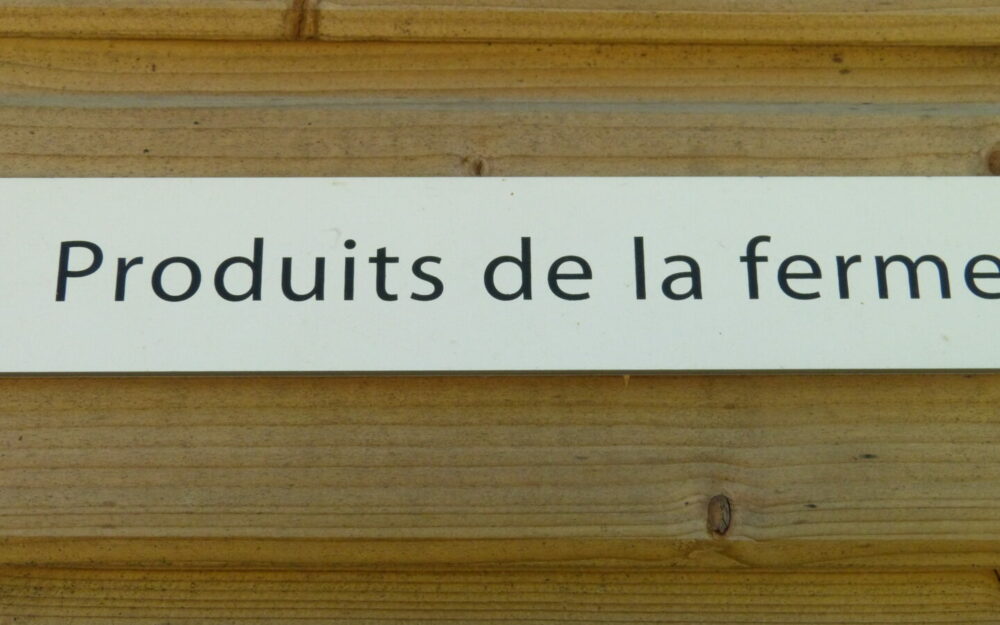 Produits de la ferme